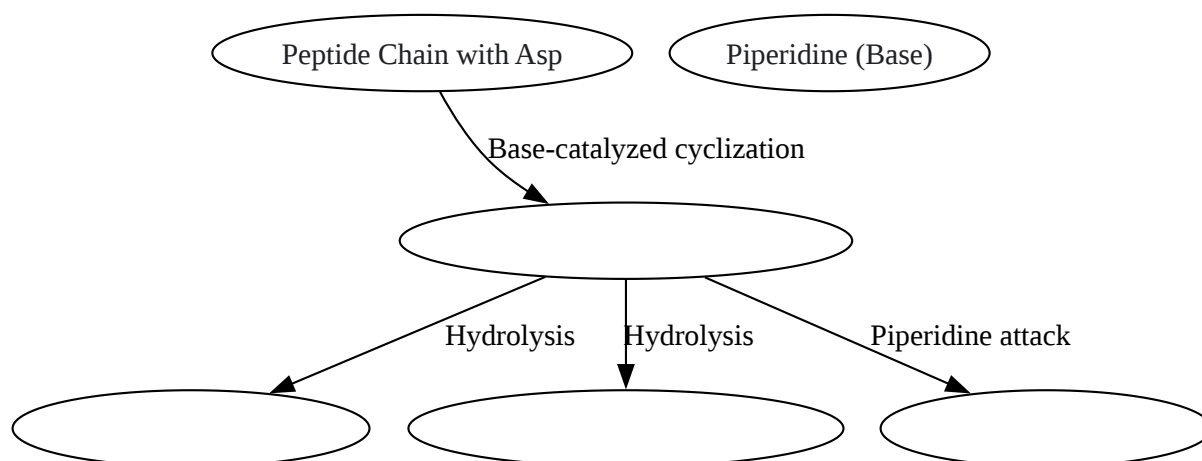 Peptide Chain with Asp
Piperidine (Base)
Base-catalyzed cyclization
Hydrolysis
Hydrolysis
Piperidine attack